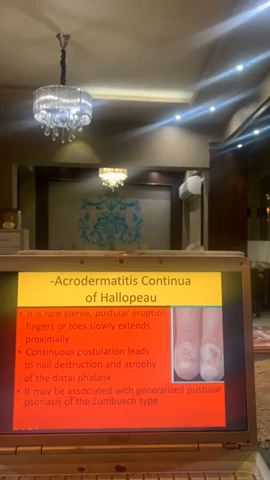 -Acrodermatitis Continua
of Hallopeau
• It is rare sterile, pustular eruption
fingers or toes slowly extends
proximally
• Continuous pustulation leads
to nail destruction and atrophy
of the distal phalanx
• It may be associated with generalized pustular
psoriasis of the Zumbusch type